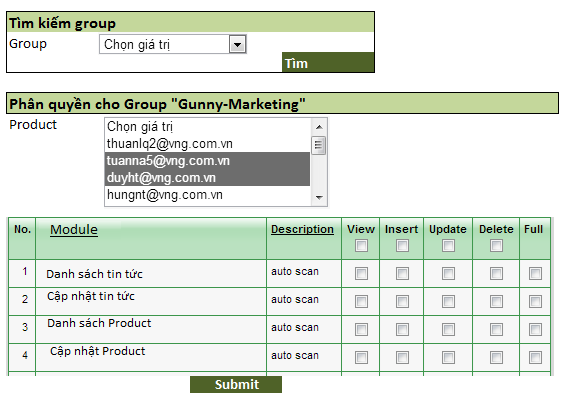 Tìm kiếm group
Group Chọn giá trị
Tìm
Phân quyền cho Group "Gunny-Marketing"
Product Chọn giá trị
thuanlq2@vng.com.vn
tuanna5@vng.com.vn
duyht@vng.com.vn
hungnt@vng.com.vn
No. Module Description View Insert Update Delete Full
1 Danh sách tin tức auto scan
2 Cập nhật tin tức auto scan
3 Danh sách Product auto scan
4 Cập nhật Product auto scan
Submit